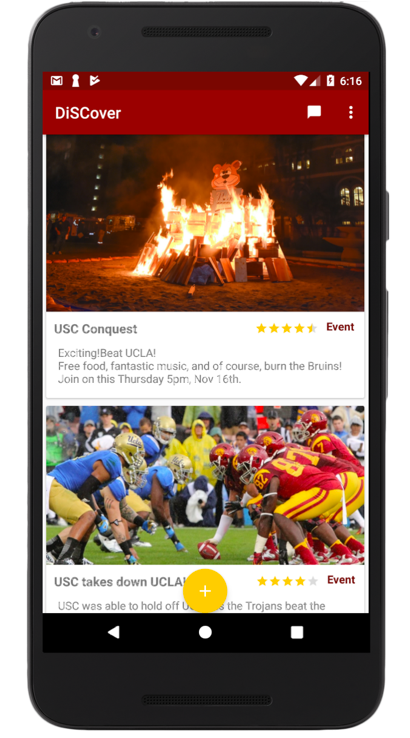 6:16
DiSCover
USC Conquest
Event
Exciting!Beat UCLA!
Free food, fantastic music, and of course, burn the Bruins!
Join on this Thursday 5pm, Nov 16th.
USC takes down UCLA!
Event
USC was able to hold off as the Trojans beat the